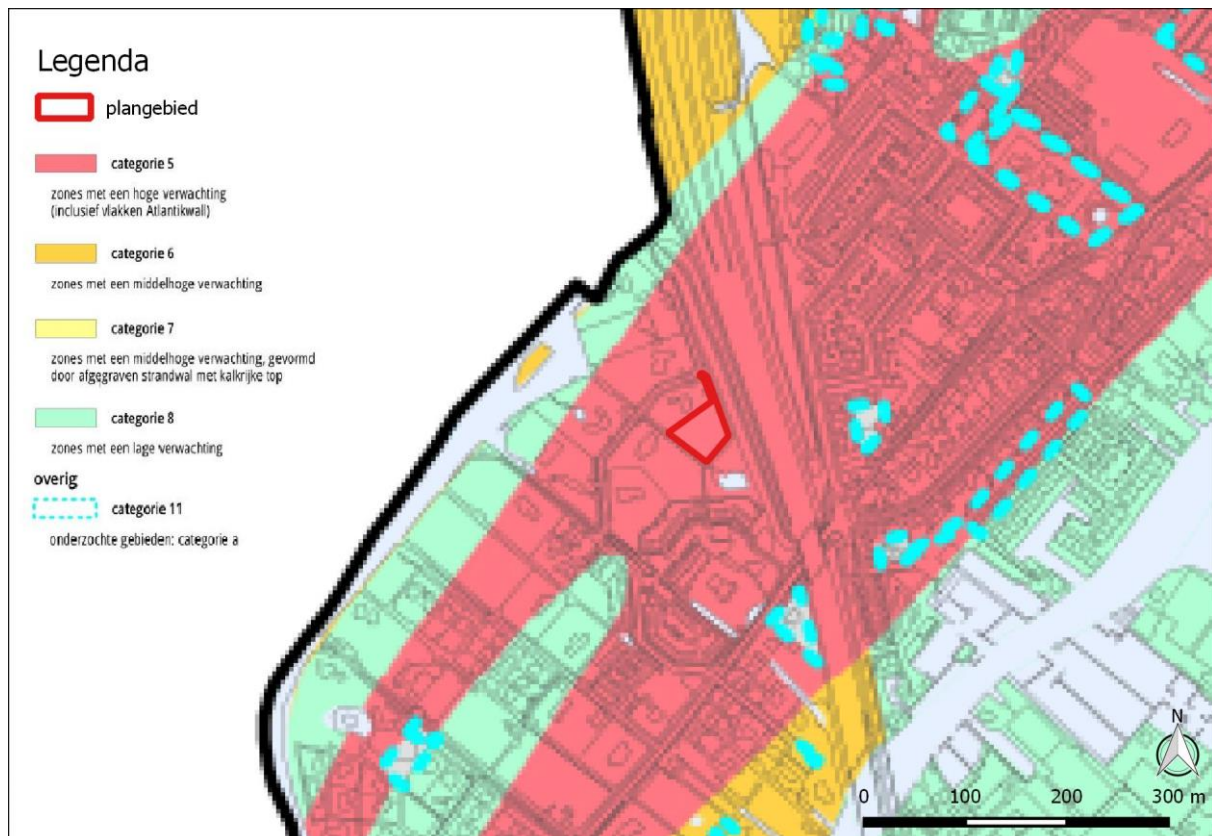 Legenda
plangebied
categorie 5
zones met een hoge verwachting
(inclusief vlakken Atlantikwall)
categorie 6
zones met een middelhoge verwachting
categorie 7
zones met een middelhoge verwachting, gevormd
door afgegraven strandwal met kalkrijke top
categorie 8
zones met een lage verwachting
overig
categorie 11
onderzochte gebieden: categorie a
N
0 100 200 300 m